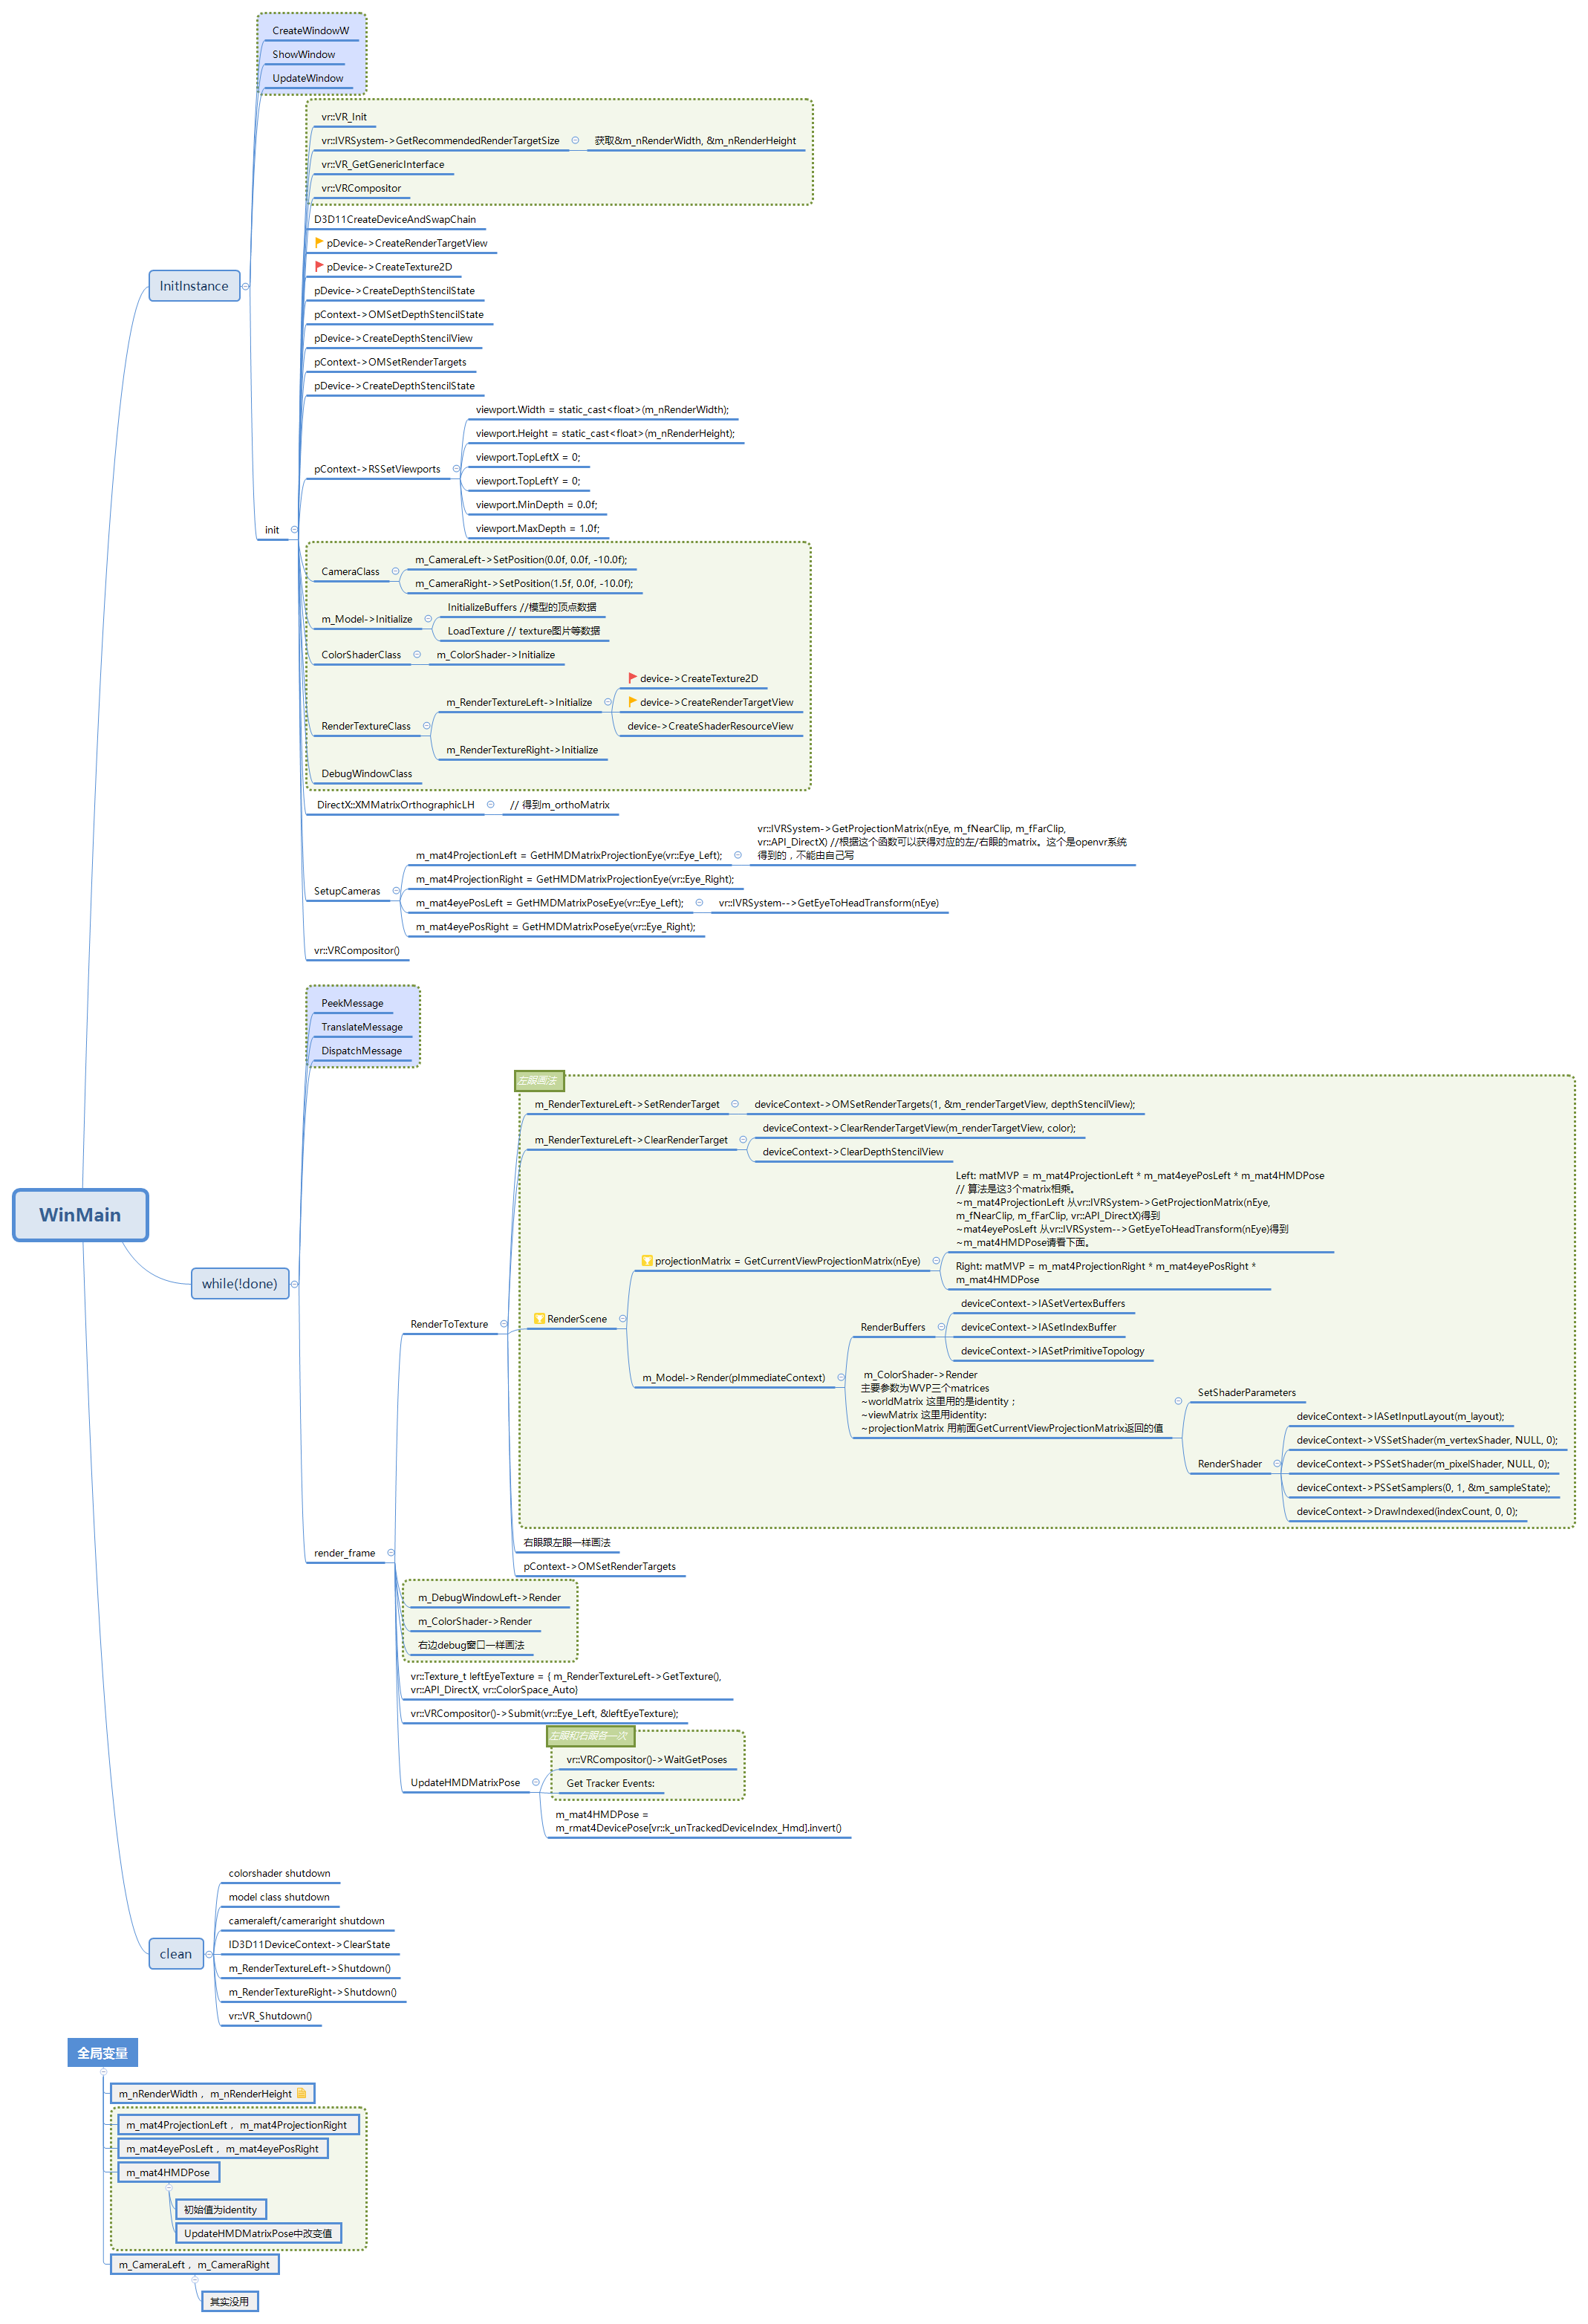 CreateWindowW
ShowWindow
UpdateWindow
vr::VR_Init
vr::IVRSystem->GetRecommendedRenderTargetSize
获取&m_nRenderWidth, &m_nRenderHeight
vr::VR_GetGenericInterface
vr::VRCompositor
D3D11CreateDeviceAndSwapChain
pDevice->CreateRenderTargetView
pDevice->CreateTexture2D
InitInstance
pDevice->CreateDepthStencilState
pContext->OMSetDepthStencilState
pDevice->CreateDepthStencilView
pContext->OMSetRenderTargets
pDevice->CreateDepthStencilState
pContext->RSSetViewports
viewport.Width = static_cast<float>(m_nRenderWidth);
viewport.Height = static_cast<float>(m_nRenderHeight);
viewport.TopLeftX = 0;
viewport.TopLeftY = 0;
viewport.MinDepth = 0.0f;
viewport.MaxDepth = 1.0f;
init
CameraClass
m_CameraLeft->SetPosition(0.0f, 0.0f, -10.0f);
m_CameraRight->SetPosition(1.5f, 0.0f, -10.0f);
m_Model->Initialize
InitializeBuffers //模型的顶点数据
LoadTexture // texture图片等数据
ColorShaderClass
m_ColorShader->Initialize
RenderTextureClass
m_RenderTextureLeft->Initialize
device->CreateTexture2D
device->CreateRenderTargetView
device->CreateShaderResourceView
m_RenderTextureRight->Initialize
DebugWindowClass
DirectX::XMMatrixOrthographicLH
// 得到m_orthoMatrix
SetupCameras
m_mat4ProjectionLeft = GetHMDMatrixProjectionEye(vr::Eye_Left);
vr::IVRSystem->GetProjectionMatrix(nEye, m_fNearClip, m_fFarClip,
vr::API_DirectX) //根据这个函数可以获得对应的左/右眼的matrix。这个是openvr系统
得到的，不能由自己写
m_mat4ProjectionRight = GetHMDMatrixProjectionEye(vr::Eye_Right);
m_mat4eyePosLeft = GetHMDMatrixPoseEye(vr::Eye_Left);
vr::IVRSystem-->GetEyeToHeadTransform(nEye)
m_mat4eyePosRight = GetHMDMatrixPoseEye(vr::Eye_Right);
vr::VRCompositor()
WinMain
while(!done)
PeekMessage
TranslateMessage
DispatchMessage
render_frame
RenderToTexture
左眼画法
m_RenderTextureLeft->SetRenderTarget
deviceContext->OMSetRenderTargets(1, &m_renderTargetView, depthStencilView);
m_RenderTextureLeft->ClearRenderTarget
deviceContext->ClearRenderTargetView(m_renderTargetView, color);
deviceContext->ClearDepthStencilView
RenderScene
projectionMatrix = GetCurrentViewProjectionMatrix(nEye)
Left: matMVP = m_mat4ProjectionLeft * m_mat4eyePosLeft * m_mat4HMDPose
// 算法是这3个matrix相乘。
~m_mat4ProjectionLeft 从vr::IVRSystem->GetProjectionMatrix(nEye,
m_fNearClip, m_fFarClip, vr::API_DirectX)得到
~mat4eyePosLeft 从vr::IVRSystem-->GetEyeToHeadTransform(nEye)得到
~m_mat4HMDPose请看下面。
Right: matMVP = m_mat4ProjectionRight * m_mat4eyePosRight *
m_mat4HMDPose
m_Model->Render(pImmediateContext)
RenderBuffers
deviceContext->IASetVertexBuffers
deviceContext->IASetIndexBuffer
deviceContext->IASetPrimitiveTopology
m_ColorShader->Render
主要参数为WVP三个matrices
~worldMatrix 这里用的是identity；
~viewMatrix 这里用identity:
~projectionMatrix 用前面GetCurrentViewProjectionMatrix返回的值
SetShaderParameters
RenderShader
deviceContext->IASetInputLayout(m_layout);
deviceContext->VSSetShader(m_vertexShader, NULL, 0);
deviceContext->PSSetShader(m_pixelShader, NULL, 0);
deviceContext->PSSetSamplers(0, 1, &m_sampleState);
deviceContext->DrawIndexed(indexCount, 0, 0);
右眼跟左眼一样画法
pContext->OMSetRenderTargets
m_DebugWindowLeft->Render
m_ColorShader->Render
右边debug窗口一样画法
vr::Texture_t leftEyeTexture = { m_RenderTextureLeft->GetTexture(),
vr::API_DirectX, vr::ColorSpace_Auto}
vr::VRCompositor()->Submit(vr::Eye_Left, &leftEyeTexture);
UpdateHMDMatrixPose
左眼和右眼各一次
vr::VRCompositor()->WaitGetPoses
Get Tracker Events:
m_mat4HMDPose =
m_rmat4DevicePose[vr::k_unTrackedDeviceIndex_Hmd].invert()
clean
colorshader shutdown
model class shutdown
cameraleft/cameraright shutdown
ID3D11DeviceContext->ClearState
m_RenderTextureLeft->Shutdown()
m_RenderTextureRight->Shutdown()
vr::VR_Shutdown()
全局变量
m_nRenderWidth， m_nRenderHeight
m_mat4ProjectionLeft， m_mat4ProjectionRight
m_mat4eyePosLeft， m_mat4eyePosRight
m_mat4HMDPose
初始值为identity
UpdateHMDMatrixPose中改变值
m_CameraLeft， m_CameraRight
其实没用